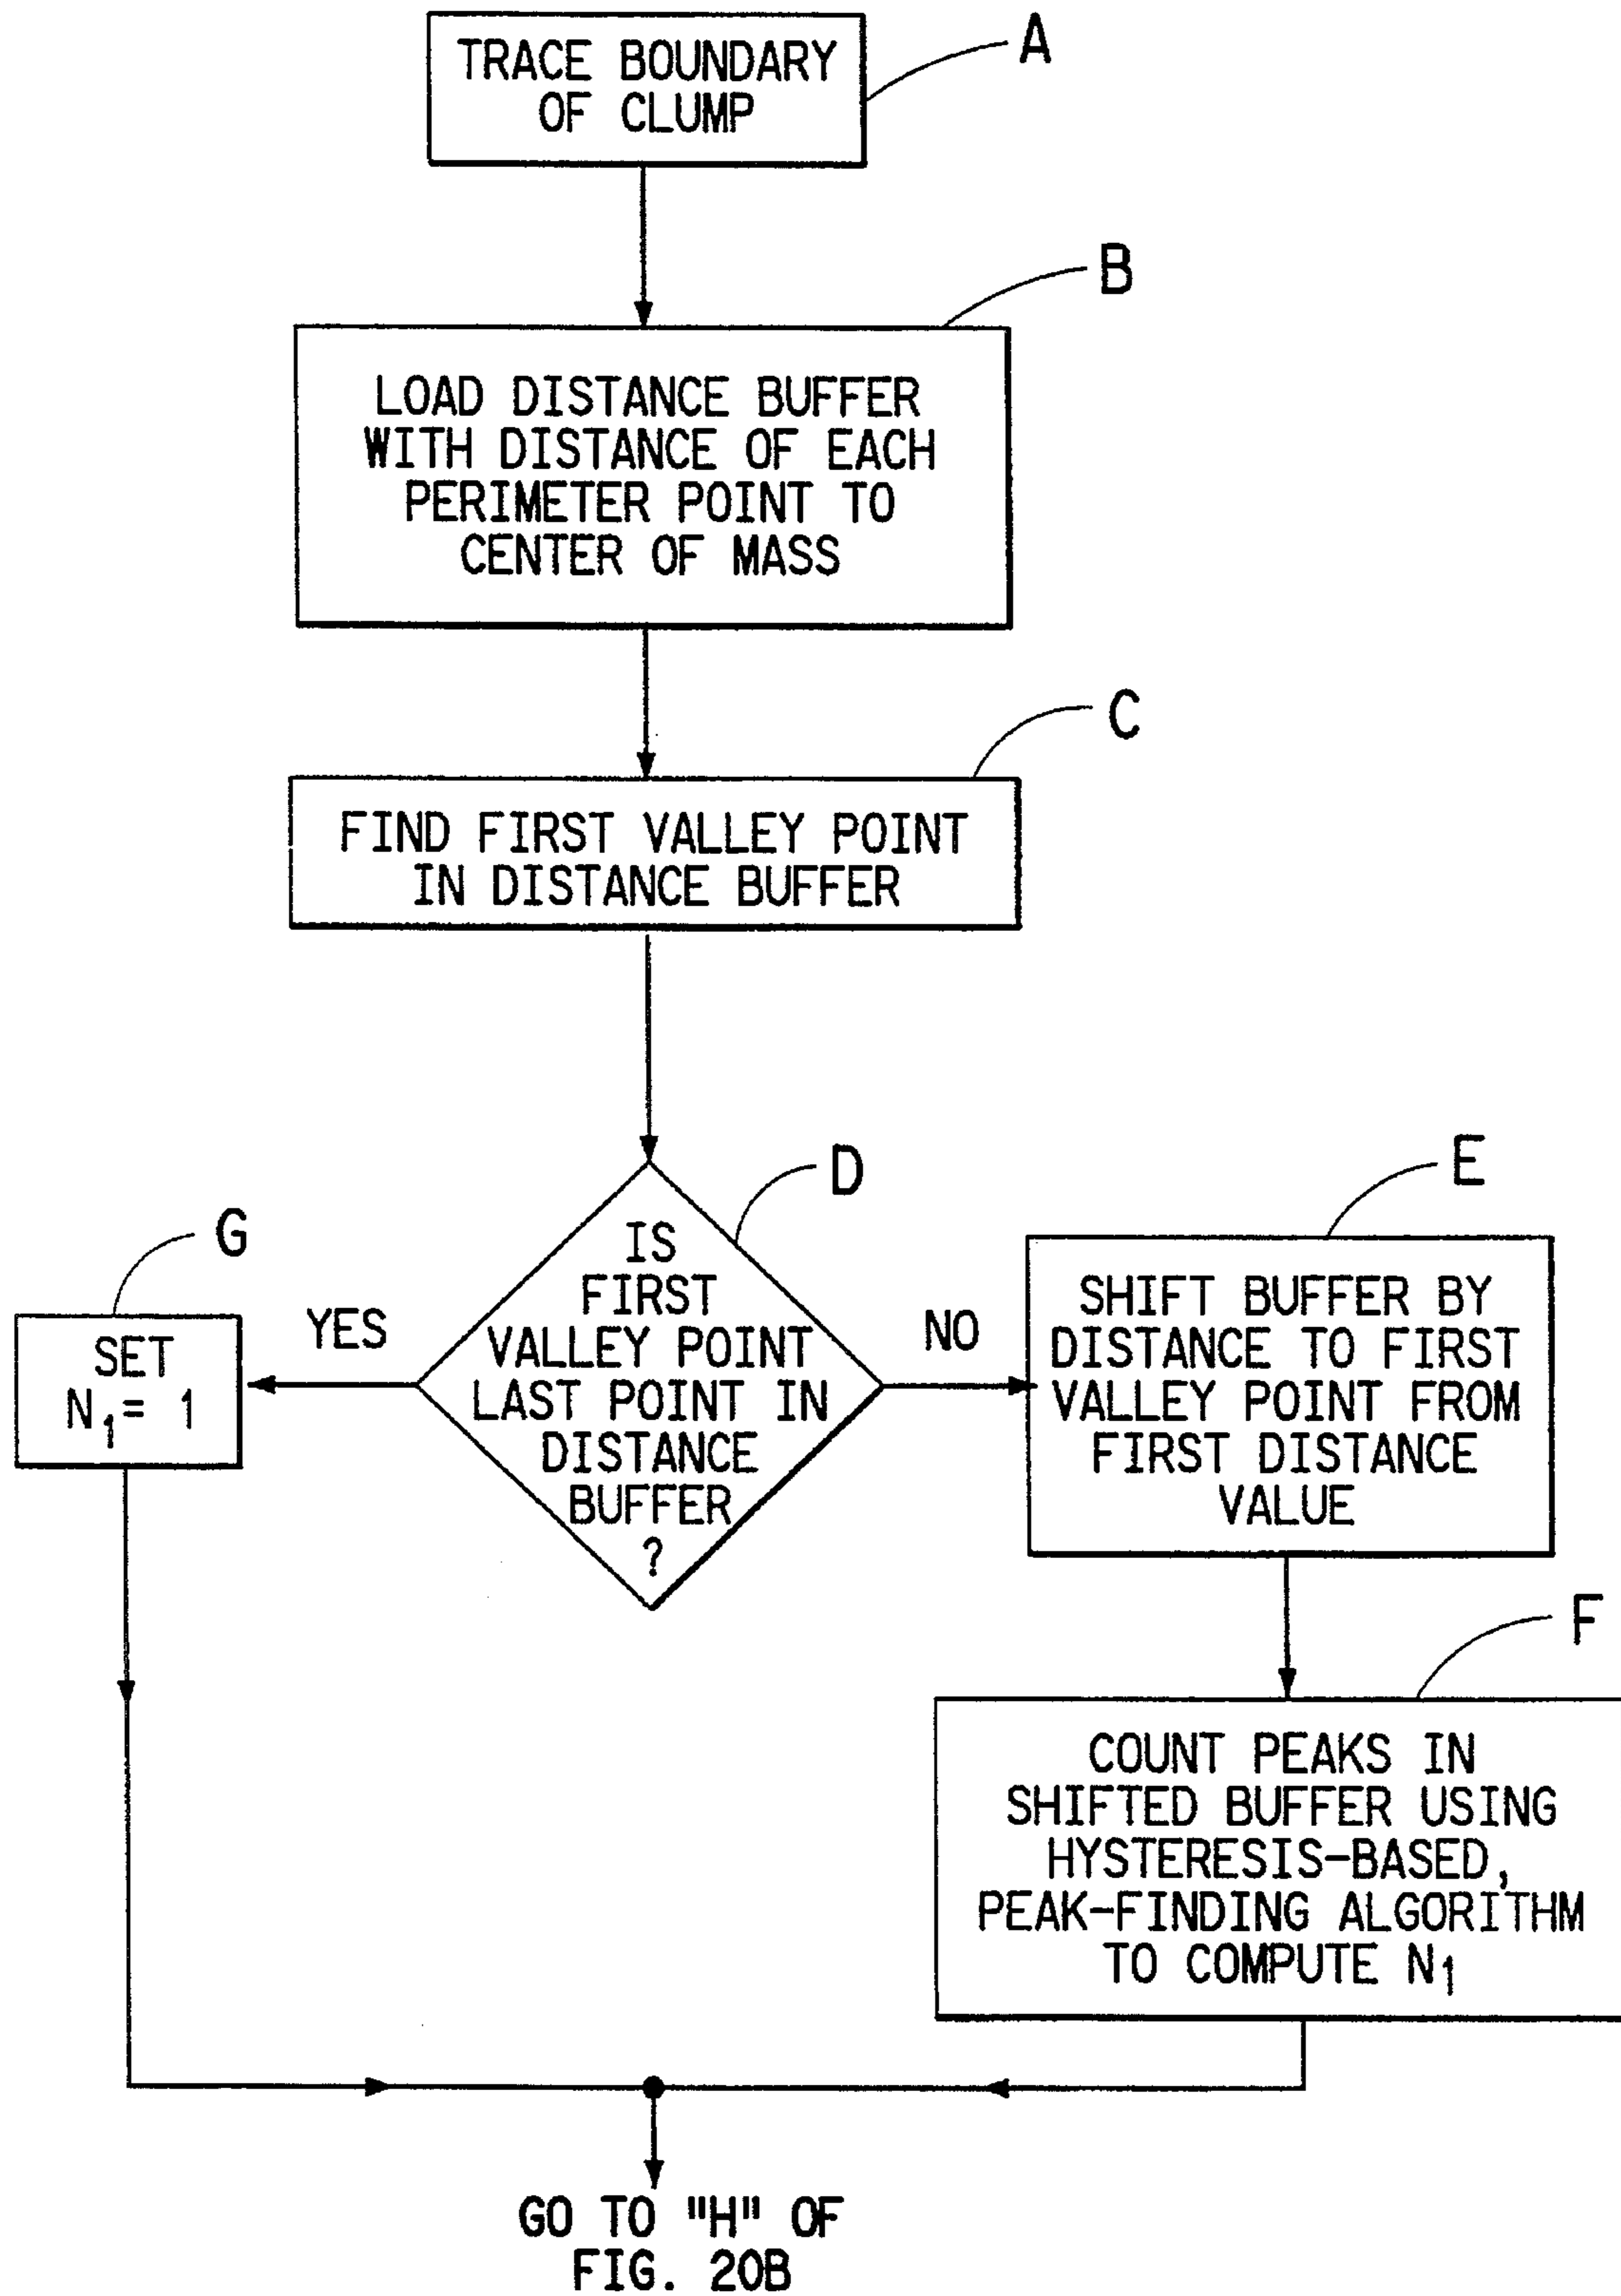 TRACE BOUNDARY
OF CLUMP
A
B
LOAD DISTANCE BUFFER
WITH DISTANCE OF EACH
PERIMETER POINT TO
CENTER OF MASS
C
FIND FIRST VALLEY POINT
IN DISTANCE BUFFER
D
IS
FIRST
VALLEY POINT
LAST POINT IN
DISTANCE
BUFFER
?
YES
NO
G
SET
N₁= 1
E
SHIFT BUFFER BY
DISTANCE TO FIRST
VALLEY POINT FROM
FIRST DISTANCE
VALUE
F
COUNT PEAKS IN
SHIFTED BUFFER USING
HYSTERESIS-BASED,
PEAK-FINDING ALGORITHM
TO COMPUTE N₁
GO TO "H" OF
FIG. 20B